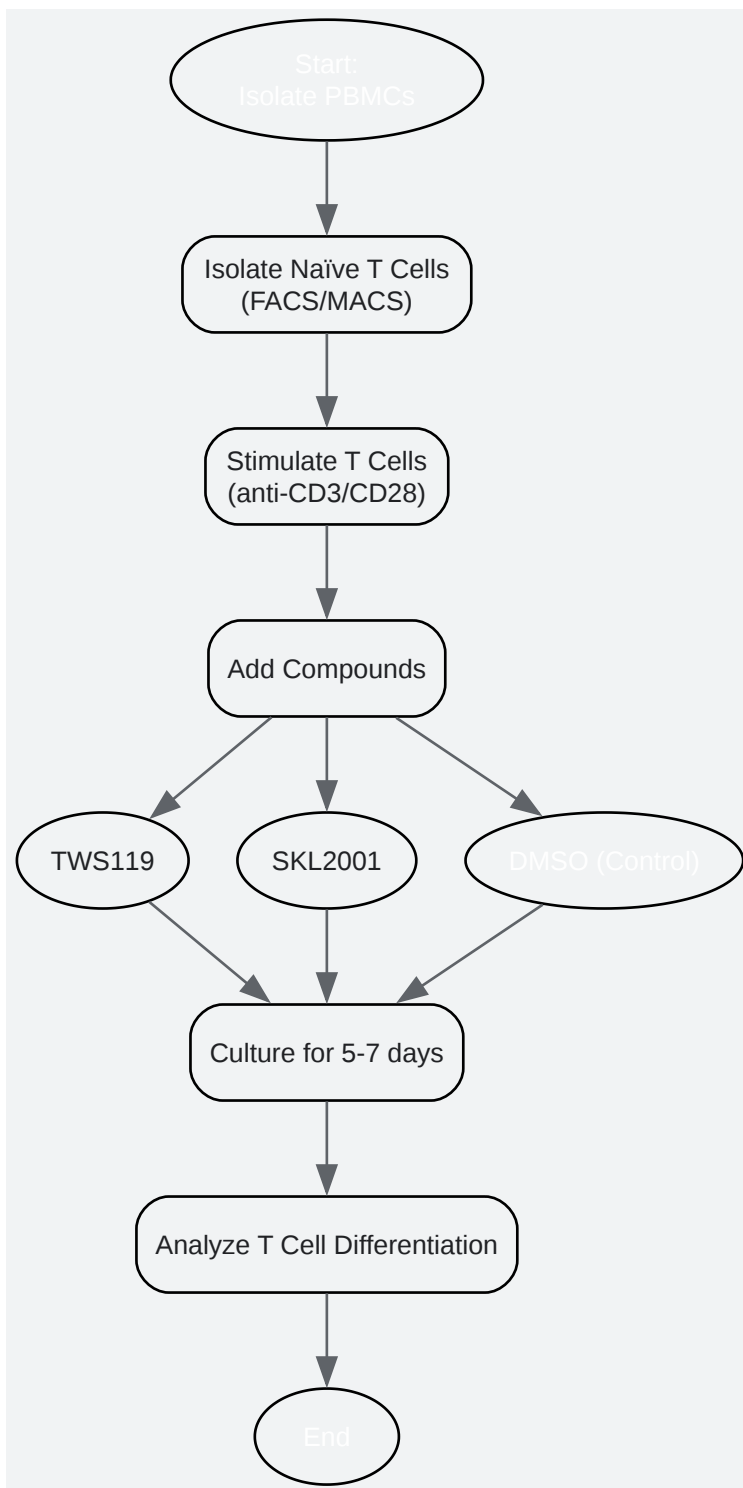 Start:
Isolate PBMCs
Isolate Naïve T Cells
(FACS/MACS)
Stimulate T Cells
(anti-CD3/CD28)
Add Compounds
TWS119
SKL2001
DMSO (Control)
Culture for 5-7 days
Analyze T Cell Differentiation
End